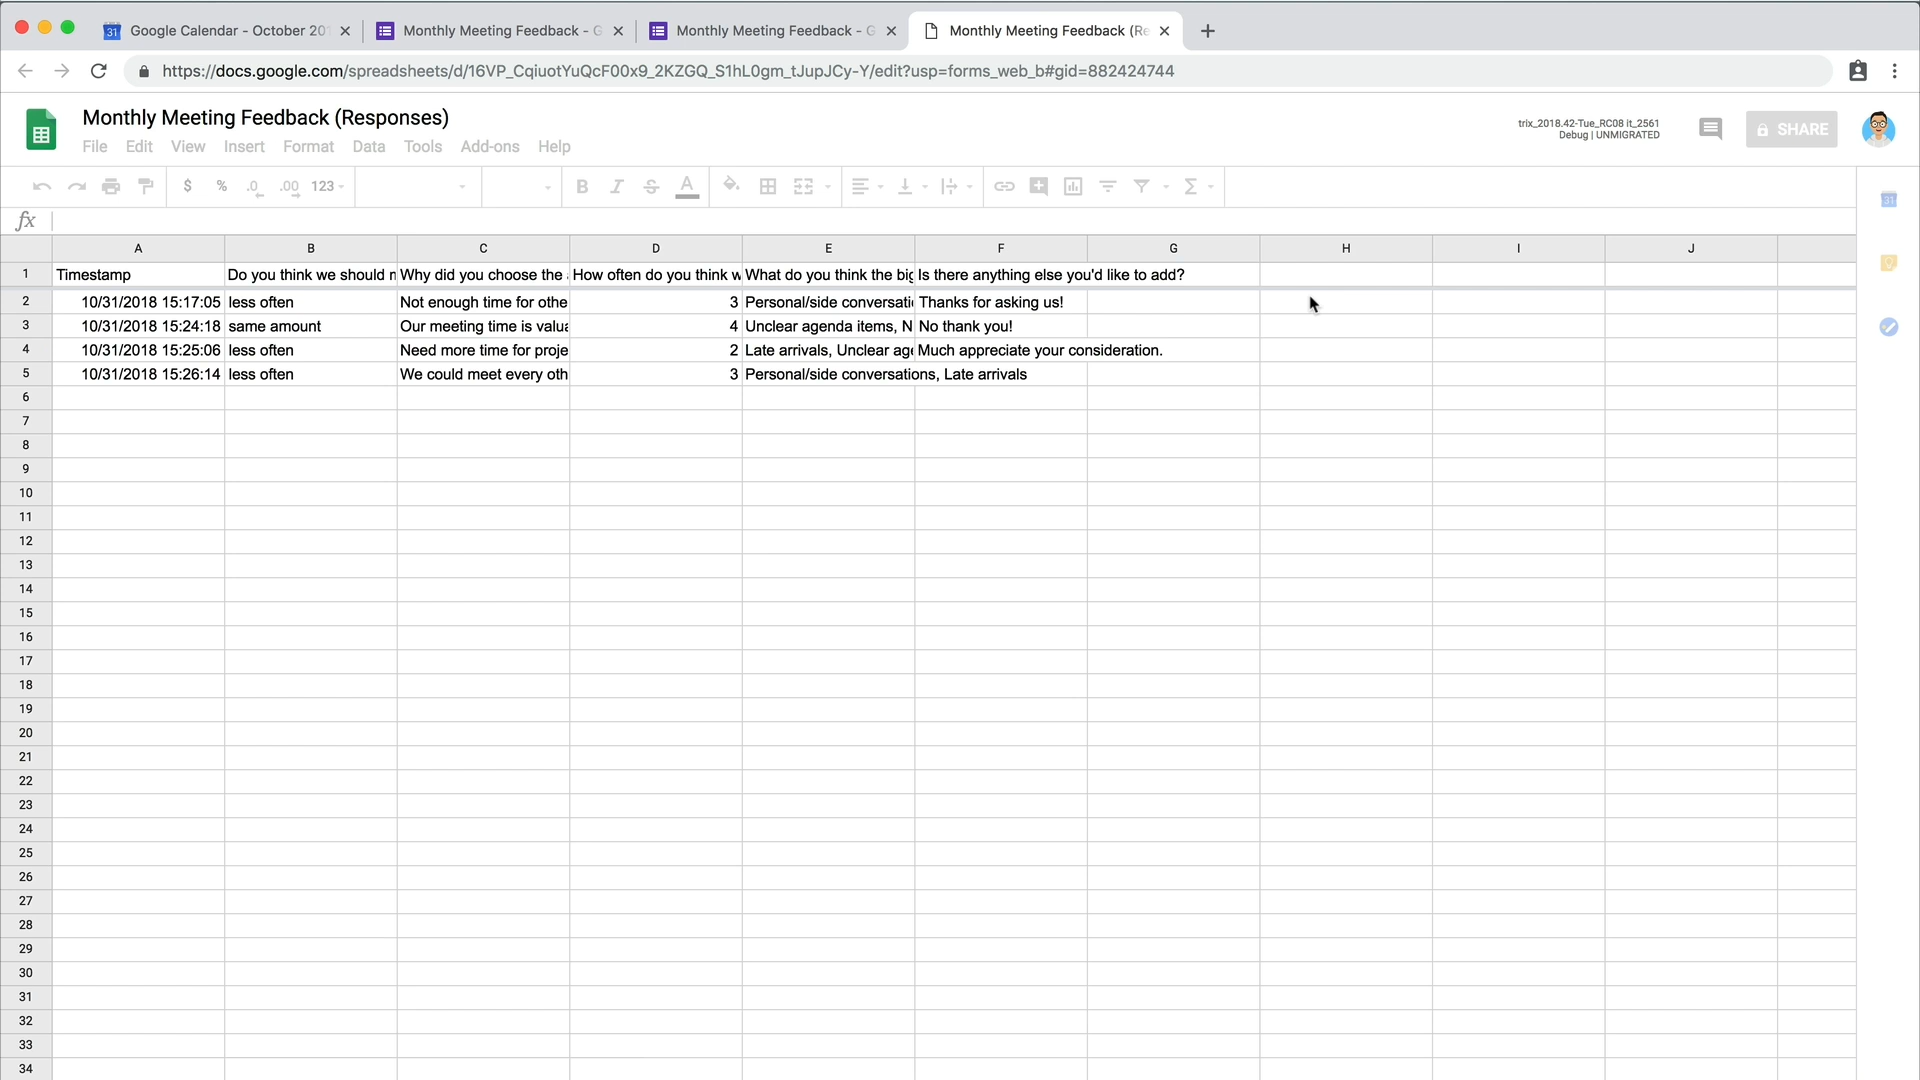 Google Calendar - October 201
Monthly Meeting Feedback - G
Monthly Meeting Feedback - G
Monthly Meeting Feedback (Re
https://docs.google.com/spreadsheets/d/16VP_CqiuotYuQcF00x9_2KZGQ_S1hL0gm_tJupJCy-Y/edit?usp=forms_web_b#gid=882424744
Monthly Meeting Feedback (Responses)
trix_2018.42-Tue_RC08 it_2561
Debug | UNMIGRATED
SHARE
File Edit View Insert Format Data Tools Add-ons Help
$ % .0 .00 123 B I S A Σ
fx
A B C D E F G H I J
1 Timestamp Do you think we should n Why did you choose the How often do you think w What do you think the big Is there anything else you'd like to add?
2 10/31/2018 15:17:05 less often Not enough time for othe 3 Personal/side conversati Thanks for asking us!
3 10/31/2018 15:24:18 same amount Our meeting time is valua 4 Unclear agenda items, N No thank you!
4 10/31/2018 15:25:06 less often Need more time for proje 2 Late arrivals, Unclear age Much appreciate your consideration.
5 10/31/2018 15:26:14 less often We could meet every oth 3 Personal/side conversations, Late arrivals
6
7
8
9
10
11
12
13
14
15
16
17
18
19
20
21
22
23
24
25
26
27
28
29
30
31
32
33
34